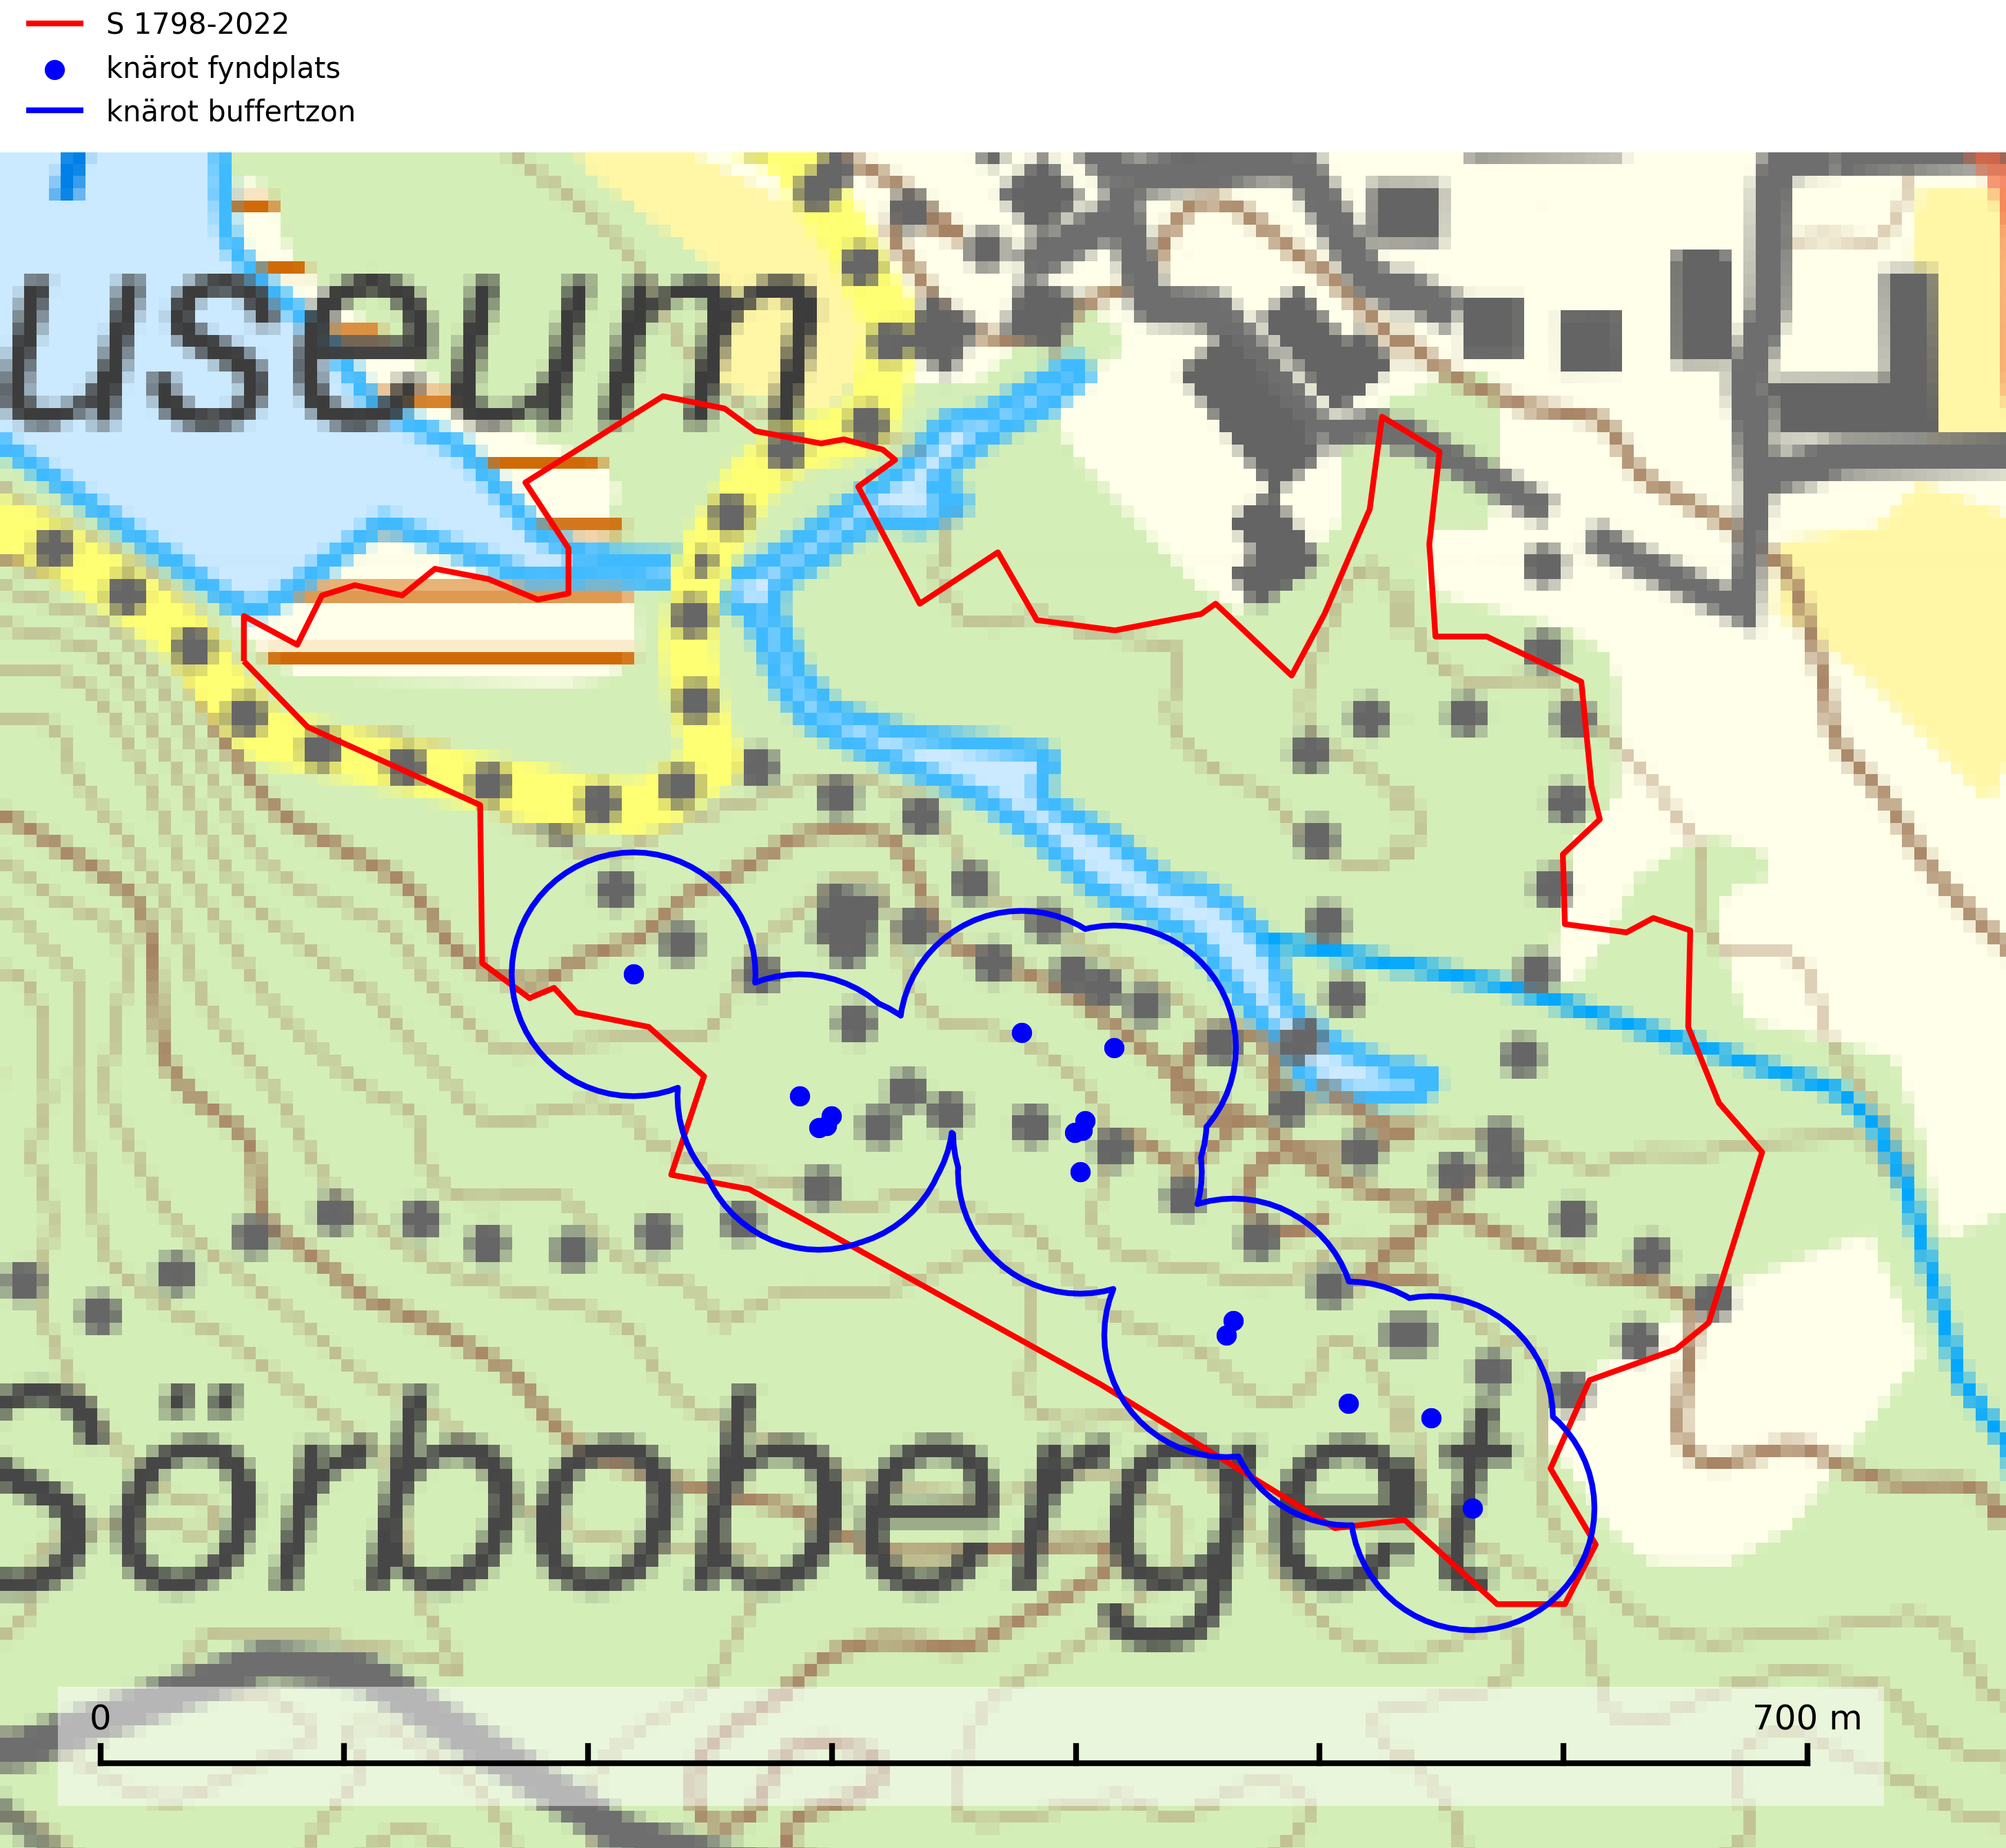 S 1798-2022
knärot fyndplats
knärot buffertzon
useum
Sörboberget
0 700 m